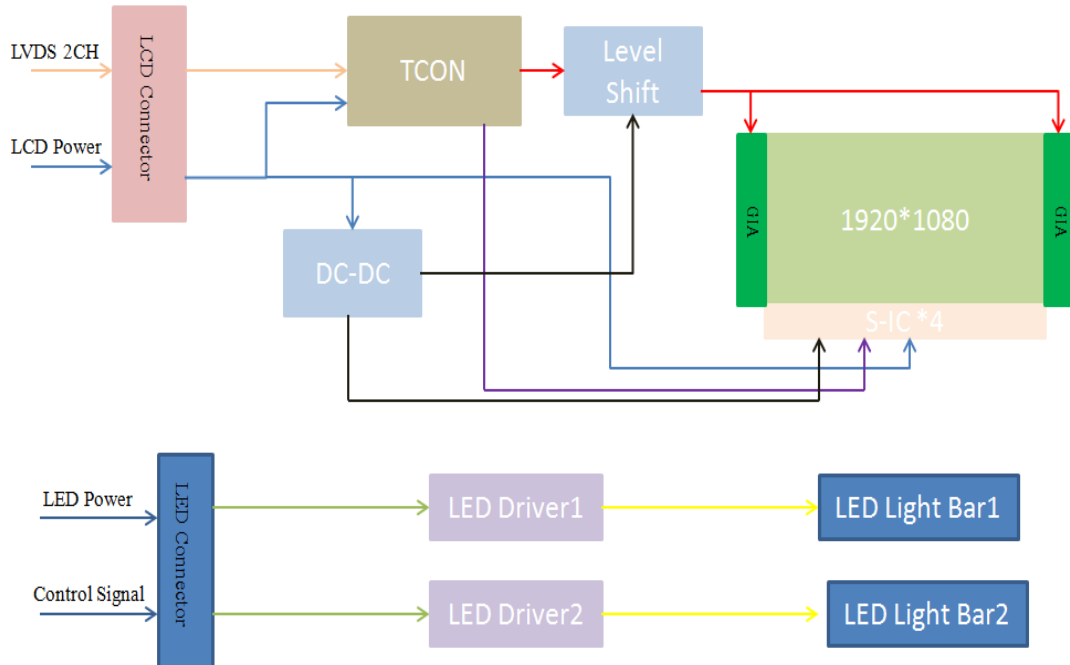 LVDS 2CH
LCD Power
LCD Connector
TCON
Level
Shift
DC-DC
GIA
1920*1080
GIA
S-IC *4
LED Power
Control Signal
LED Connector
LED Driver1
LED Light Bar1
LED Driver2
LED Light Bar2